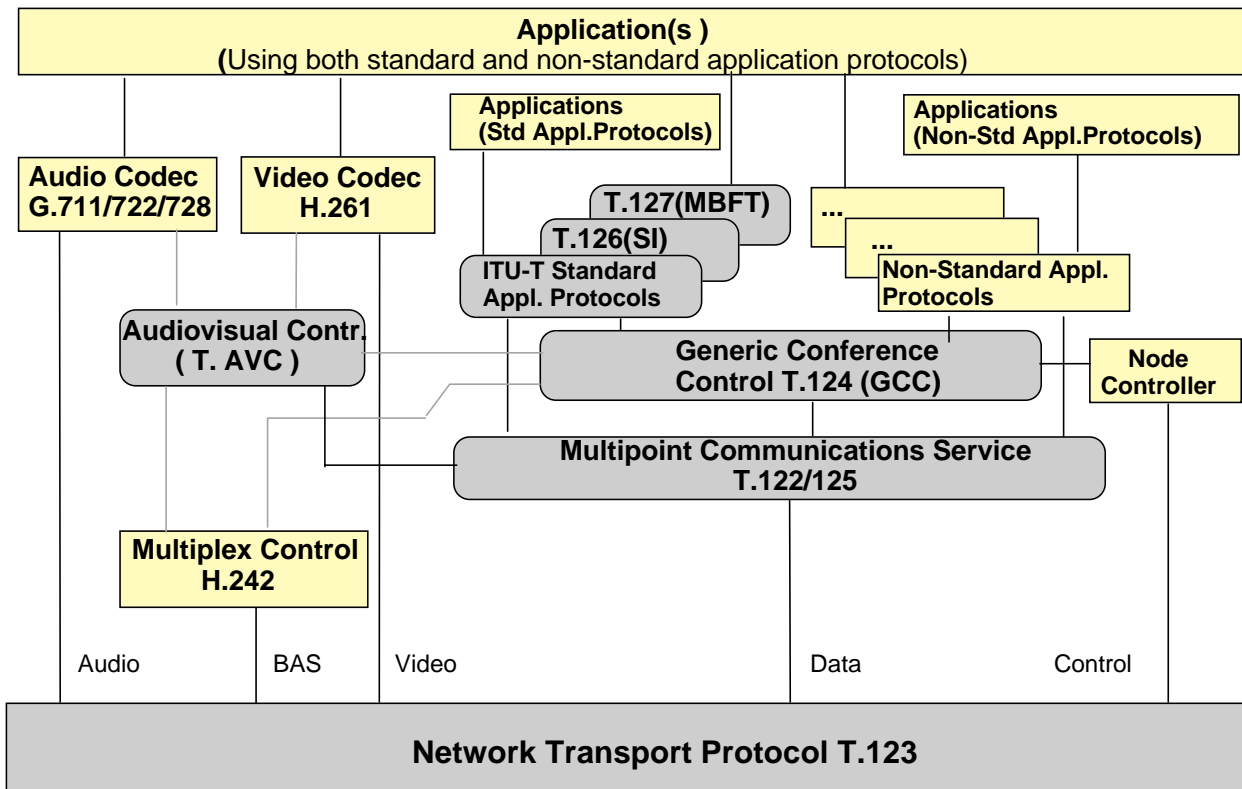 Application(s )
(Using both standard and non-standard application protocols)
Applications
(Std Appl.Protocols)
Applications
(Non-Std Appl.Protocols)
Audio Codec
G.711/722/728
Video Codec
H.261
T.127(MBFT)
T.126(SI)
ITU-T Standard
Appl. Protocols
...
...
Non-Standard Appl.
Protocols
Audiovisual Contr.
( T. AVC )
Generic Conference
Control T.124 (GCC)
Node
Controller
Multipoint Communications Service
T.122/125
Multiplex Control
H.242
Audio
BAS
Video
Data
Control
Network Transport Protocol T.123